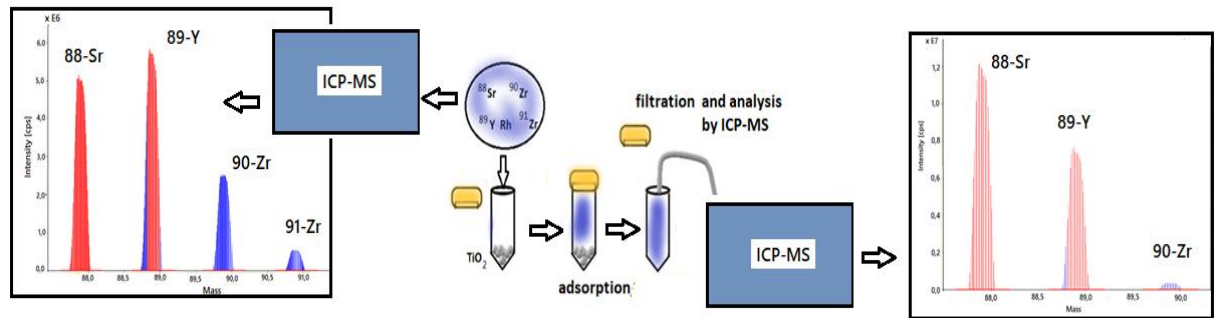 x E6
88-Sr
89-Y
90-Zr
91-Zr
Intensity [cps]
6,0
5,0
4,0
3,0
2,0
1,0
0,0
88,0 88,5 89,0 89,5 90,0 90,5 91,0
Mass
ICP-MS
88Sr 90Zr
89Y Rh 91Zr
TiO2
adsorption
filtration and analysis
by ICP-MS
ICP-MS
x E7
88-Sr
89-Y
90-Zr
Intensity [cps]
1,2
1,0
0,8
0,6
0,4
0,2
0,0
88,0 88,5 89,0 89,5 90,0
Mass